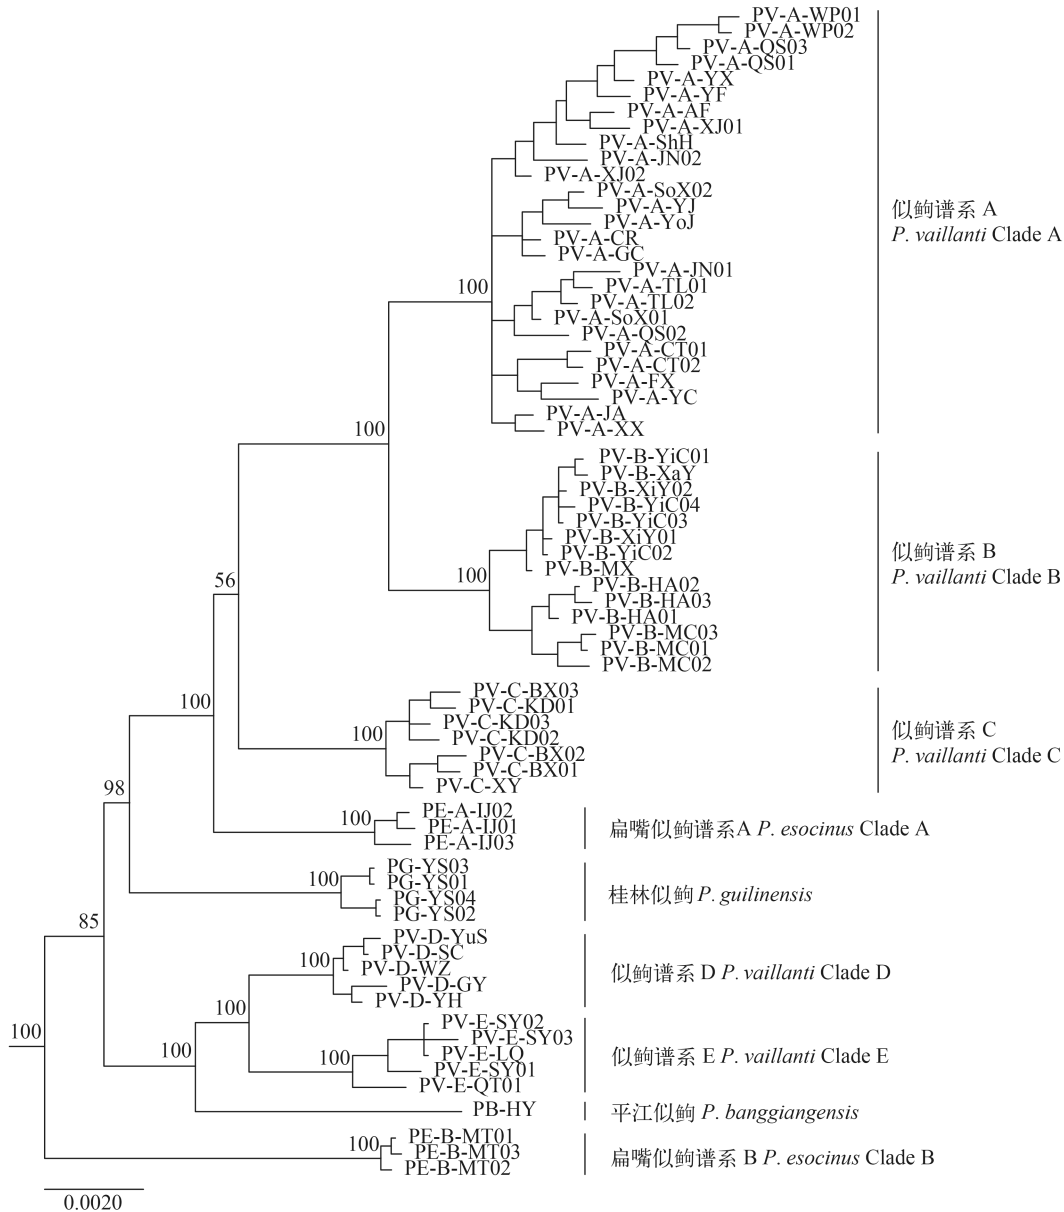 PV-A-WP01
PV-A-WP02
PV-A-QS03
PV-A-QS01
PV-A-YX
PV-A-YF
PV-A-AF
PV-A-XJ01
PV-A-ShH
PV-A-JN02
PV-A-XJ02
PV-A-SoX02
PV-A-YJ
PV-A-YoJ
PV-A-CR
PV-A-GC
PV-A-JN01
PV-A-TL01
PV-A-TL02
PV-A-SoX01
PV-A-QS02
PV-A-CT01
PV-A-CT02
PV-A-FX
PV-A-YC
PV-A-JA
PV-A-XX
100
似鮈谱系 A
P. vaillanti Clade A
100
PV-B-YiC01
PV-B-XaY
PV-B-XiY02
PV-B-YiC04
PV-B-YiC03
PV-B-XiY01
PV-B-YiC02
PV-B-MX
PV-B-HA02
PV-B-HA03
PV-B-HA01
PV-B-MC03
PV-B-MC01
PV-B-MC02
100
似鮈谱系 B
P. vaillanti Clade B
56
PV-C-BX03
PV-C-KD01
PV-C-KD03
PV-C-KD02
PV-C-BX02
PV-C-BX01
PV-C-XY
100
似鮈谱系 C
P. vaillanti Clade C
100
PE-A-IJ02
PE-A-IJ01
PE-A-IJ03
100
扁嘴似鮈谱系A P. esocinus Clade A
98
PG-YS03
PG-YS01
PG-YS04
PG-YS02
100
桂林似鮈 P. guilinensis
85
PV-D-YuS
PV-D-SC
PV-D-WZ
PV-D-GY
PV-D-YH
100
似鮈谱系 D P. vaillanti Clade D
100
PV-E-SY02
PV-E-SY03
PV-E-LQ
PV-E-SY01
PV-E-QT01
100
似鮈谱系 E P. vaillanti Clade E
100
PB-HY
平江似鮈 P. banggiangensis
100
PE-B-MT01
PE-B-MT03
PE-B-MT02
100
扁嘴似鮈谱系 B P. esocinus Clade B
0.0020